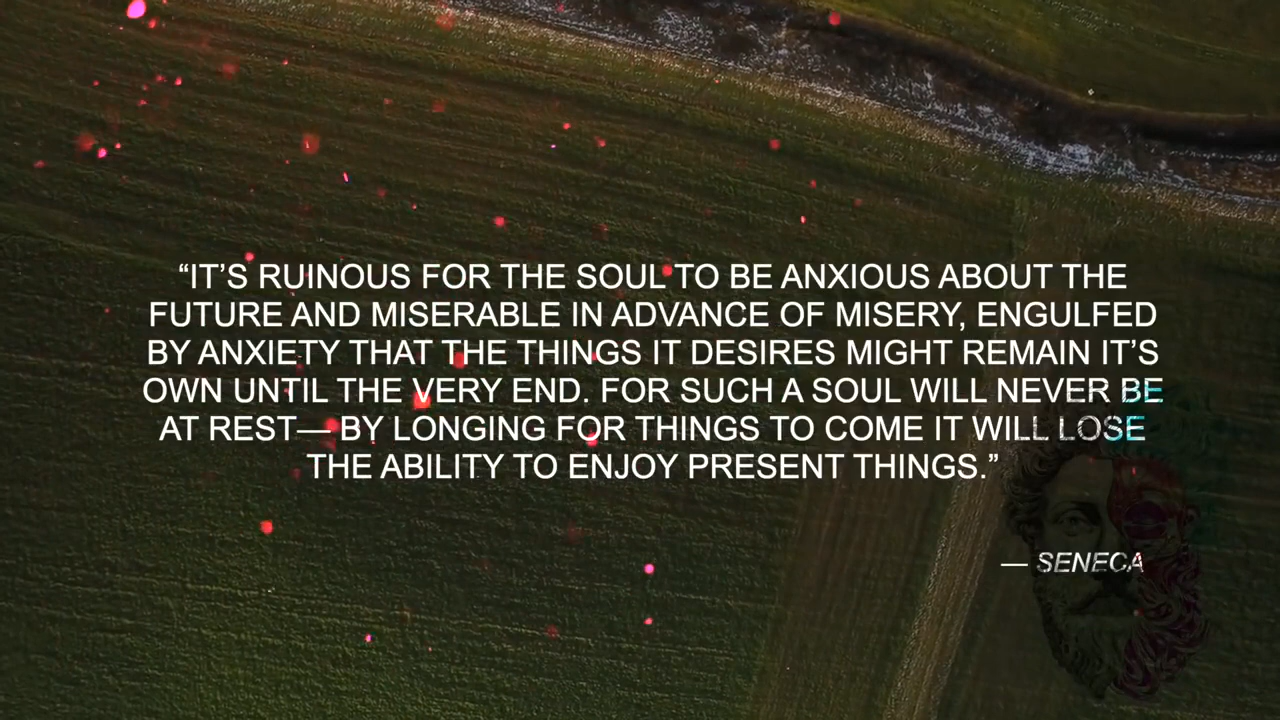 “IT’S RUINOUS FOR THE SOUL TO BE ANXIOUS ABOUT THE
FUTURE AND MISERABLE IN ADVANCE OF MISERY, ENGULFED
BY ANXIETY THAT THE THINGS IT DESIRES MIGHT REMAIN IT’S
OWN UNTIL THE VERY END. FOR SUCH A SOUL WILL NEVER BE
AT REST— BY LONGING FOR THINGS TO COME IT WILL LOSE
THE ABILITY TO ENJOY PRESENT THINGS.”
— SENECA